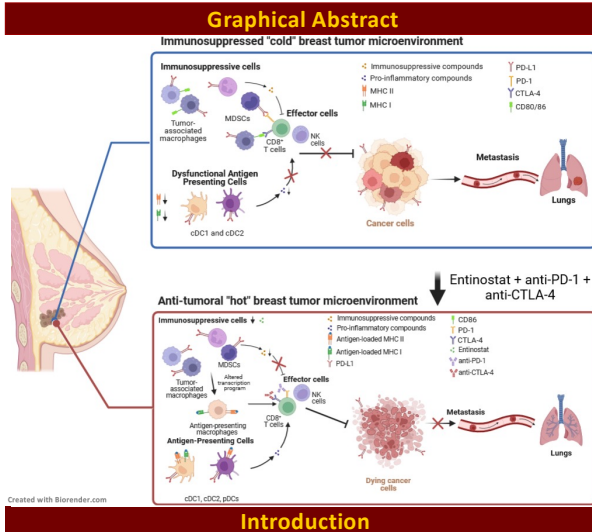 Graphical Abstract
Immunosuppressed "cold" breast tumor microenvironment
Immunosuppressive cells
Tumor-
associated
macrophages
MDSCs
Effector cells
CD8+
T cells
NK
cells
Immunosuppressive compounds
Pro-inflammatory compounds
MHC II
MHC I
PD-L1
PD-1
CTLA-4
CD80/86
Dysfunctional Antigen
Presenting Cells
cDC1 and cDC2
Cancer cells
Metastasis
Lungs
Entinostat + anti-PD-1 +
anti-CTLA-4
Anti-tumoral "hot" breast tumor microenvironment
Immunosuppressive cells
Tumor-
associated
macrophages
MDSCs
Altered
transcription
program
Antigen-presenting
macrophages
Antigen-Presenting Cells
cDC1, cDC2, pDCs
Effector cells
CD8+
T cells
NK
cells
Immunosuppressive compounds
Pro-inflammatory compounds
Antigen-loaded MHC II
Antigen-loaded MHC I
PD-L1
CD86
PD-1
CTLA-4
Entinostat
anti-PD-1
anti-CTLA-4
Dying cancer
cells
Metastasis
Lungs
Created with Biorender.com
Introduction